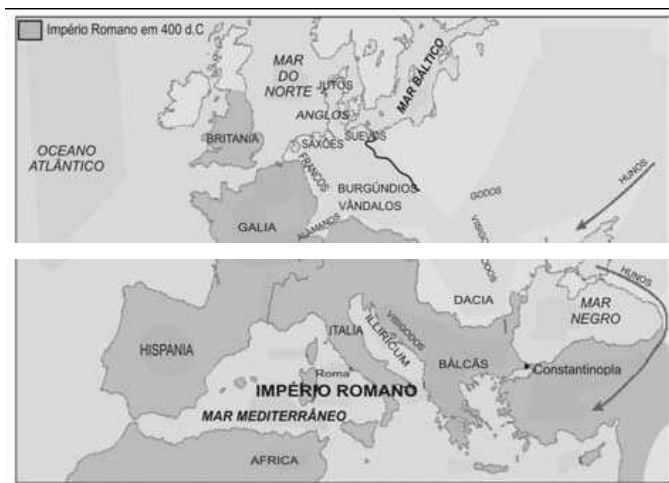 Império Romano em 400 d.C
MAR
DO
NORTE
JUTOS
MAR BÁLTICO
ANGLOS
BRITANIA
SAXÕES
SUEVOS
OCEANO
ATLÂNTICO
FRANCOS
HUNOS
BURGÚNDIOS
VÂNDALOS
GODOS
GALIA
ALAMANOS
HUNOS
DACIA
MAR
NEGRO
ITALIA
ILLIRICUM
VISIGODOS
HISPANIA
BÁLCÃS
Constantinopla
Roma
IMPÉRIO ROMANO
MAR MEDITERRÂNEO
AFRICA